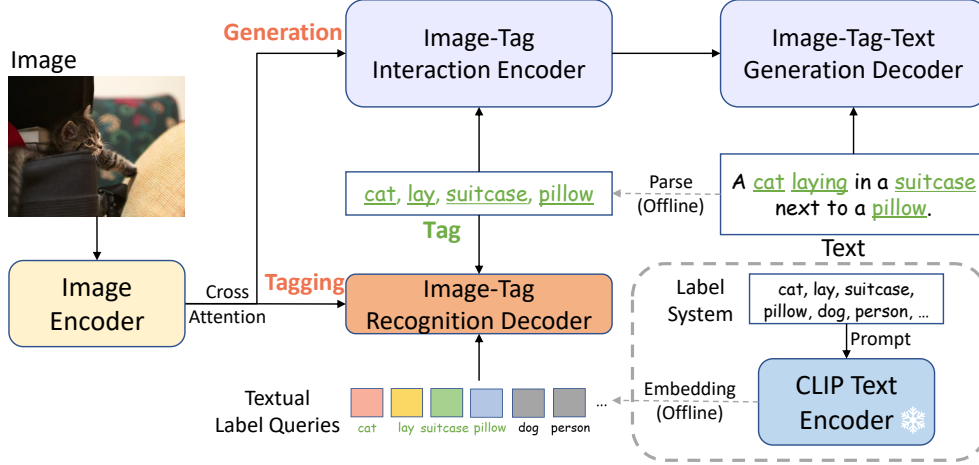 Generation
Image-Tag
Interaction Encoder
Image-Tag-Text
Generation Decoder
Image
cat, lay, suitcase, pillow
Tag
Parse
(Offline)
A cat laying in a suitcase
next to a pillow.
Text
Image
Encoder
Cross
Attention
Tagging
Image-Tag
Recognition Decoder
Label
System
cat, lay, suitcase,
pillow, dog, person, ...
Prompt
CLIP Text
Encoder
Embedding
(Offline)
Textual
Label Queries
cat lay suitcase pillow dog person ...